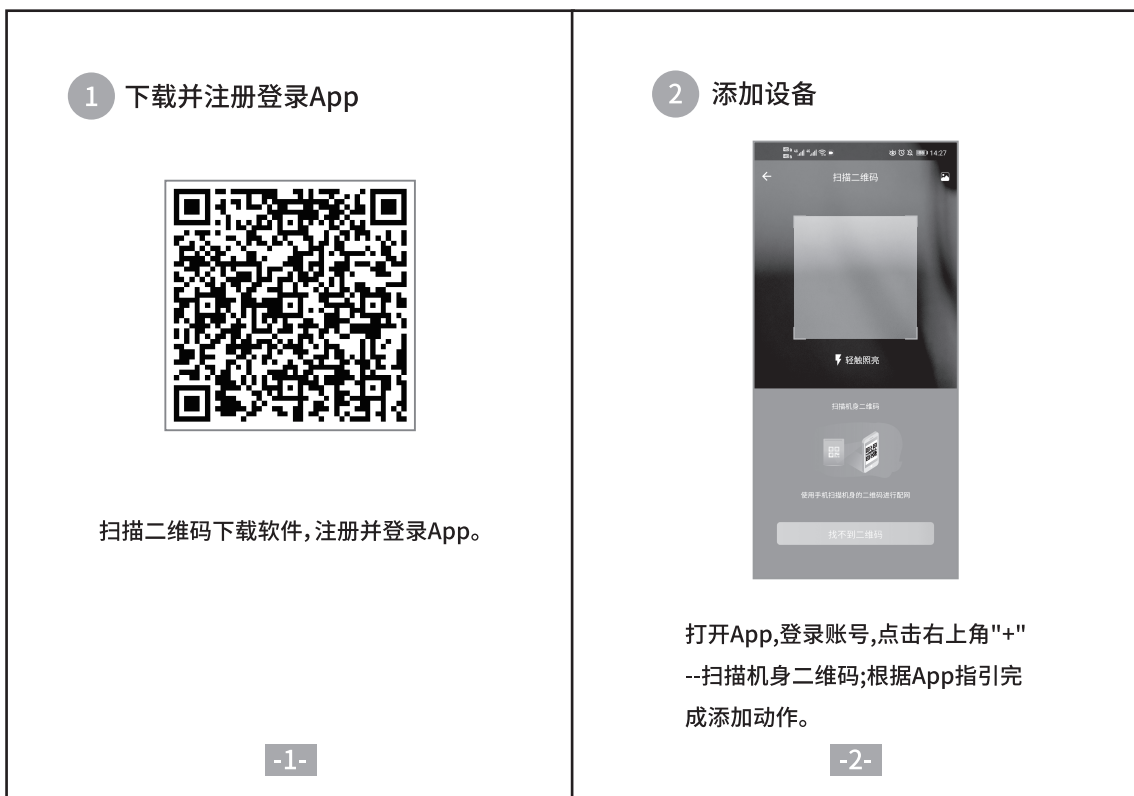 1 下载并注册登录App
扫描二维码下载软件,注册并登录App。
-1-
2 添加设备
14:27
扫描二维码
轻触照亮
扫描机身二维码
使用手机扫描机身的二维码进行配网
找不到二维码
打开App,登录账号,点击右上角"+"
--扫描机身二维码;根据App指引完
成添加动作。
-2-